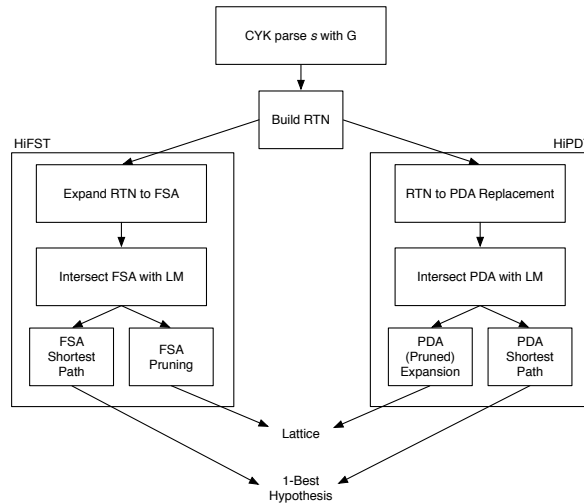 CYK parse s with G
Build RTN
HiFST
HiPDT
Expand RTN to FSA
RTN to PDA Replacement
Intersect FSA with LM
Intersect PDA with LM
FSA
Shortest
Path
FSA
Pruning
PDA
(Pruned)
Expansion
PDA
Shortest
Path
Lattice
1-Best
Hypothesis